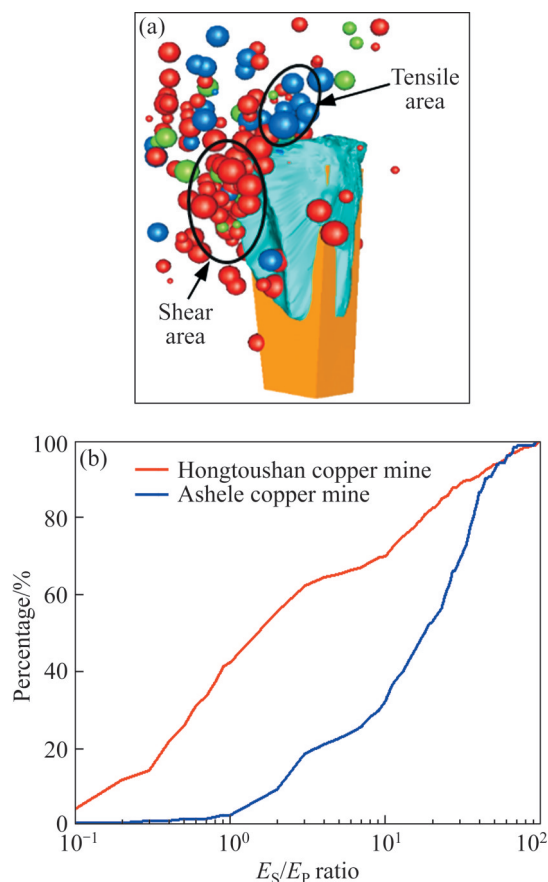 (a)
Tensile
area
Shear
area
(b)
Hongtoushan copper mine
Ashele copper mine
Percentage/%
100
80
60
40
20
0
10⁻¹ 10⁰ 10¹ 10²
E_S/E_P ratio